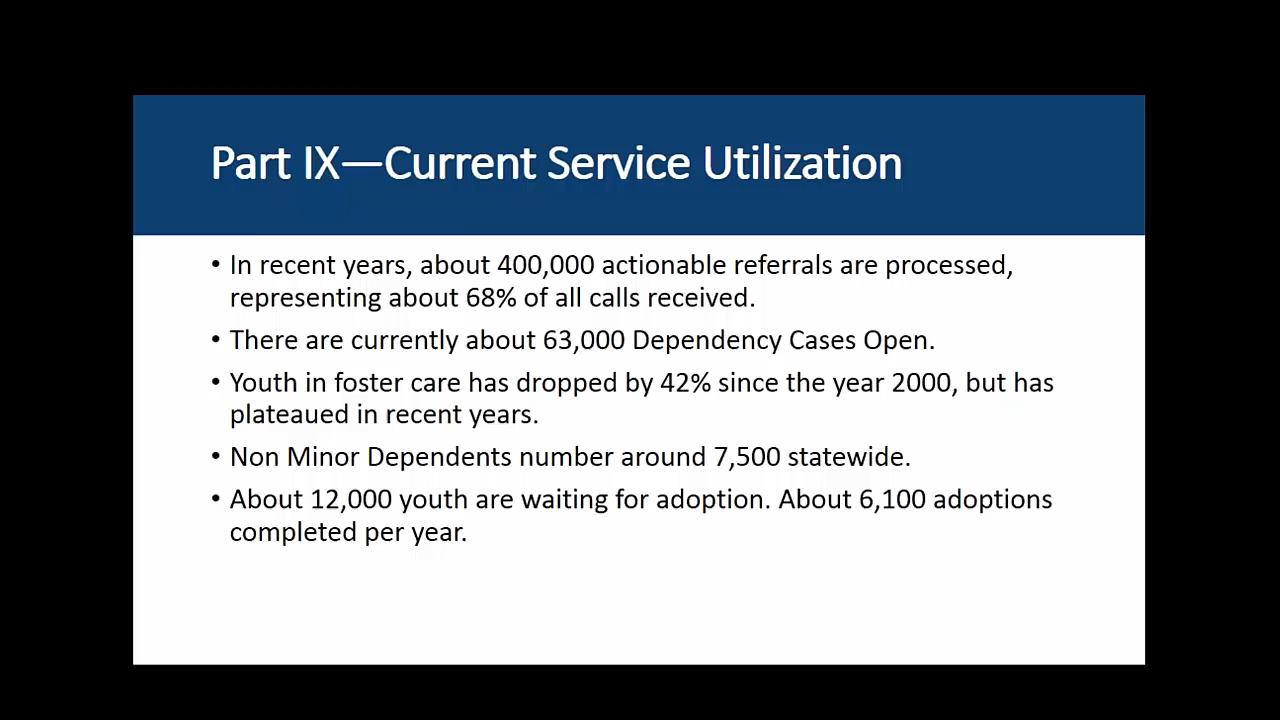 Part IX—Current Service Utilization
• In recent years, about 400,000 actionable referrals are processed,
representing about 68% of all calls received.
• There are currently about 63,000 Dependency Cases Open.
• Youth in foster care has dropped by 42% since the year 2000, but has
plateaued in recent years.
• Non Minor Dependents number around 7,500 statewide.
• About 12,000 youth are waiting for adoption. About 6,100 adoptions
completed per year.